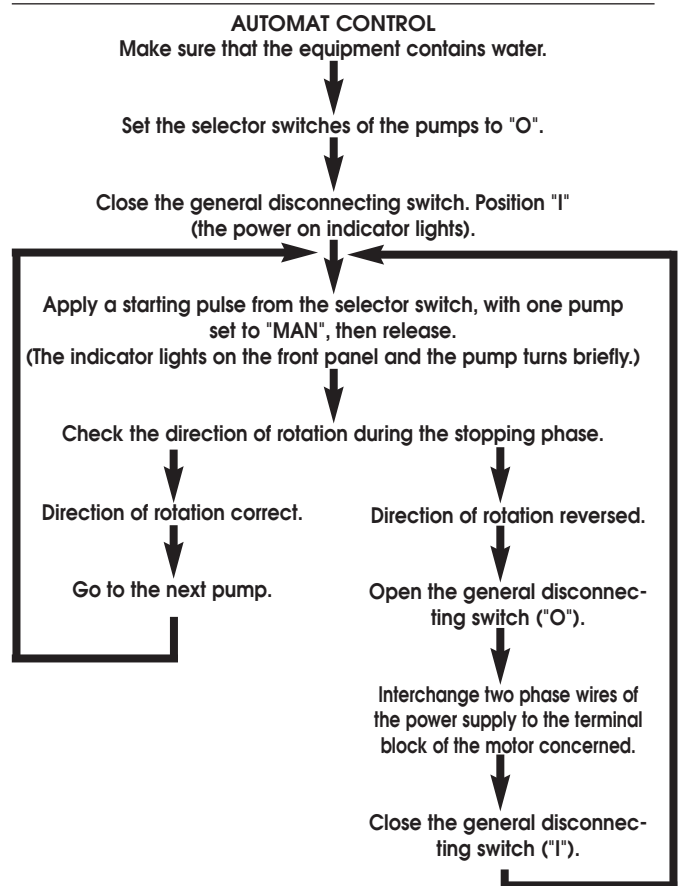 AUTOMAT CONTROL
Make sure that the equipment contains water.
Set the selector switches of the pumps to "O".
Close the general disconnecting switch. Position "I"
(the power on indicator lights).
Apply a starting pulse from the selector switch, with one pump
set to "MAN", then release.
(The indicator lights on the front panel and the pump turns briefly.)
Check the direction of rotation during the stopping phase.
Direction of rotation correct.
Go to the next pump.
Direction of rotation reversed.
Open the general disconnec-
ting switch ("O").
Interchange two phase wires of
the power supply to the terminal
block of the motor concerned.
Close the general disconnec-
ting switch ("I").